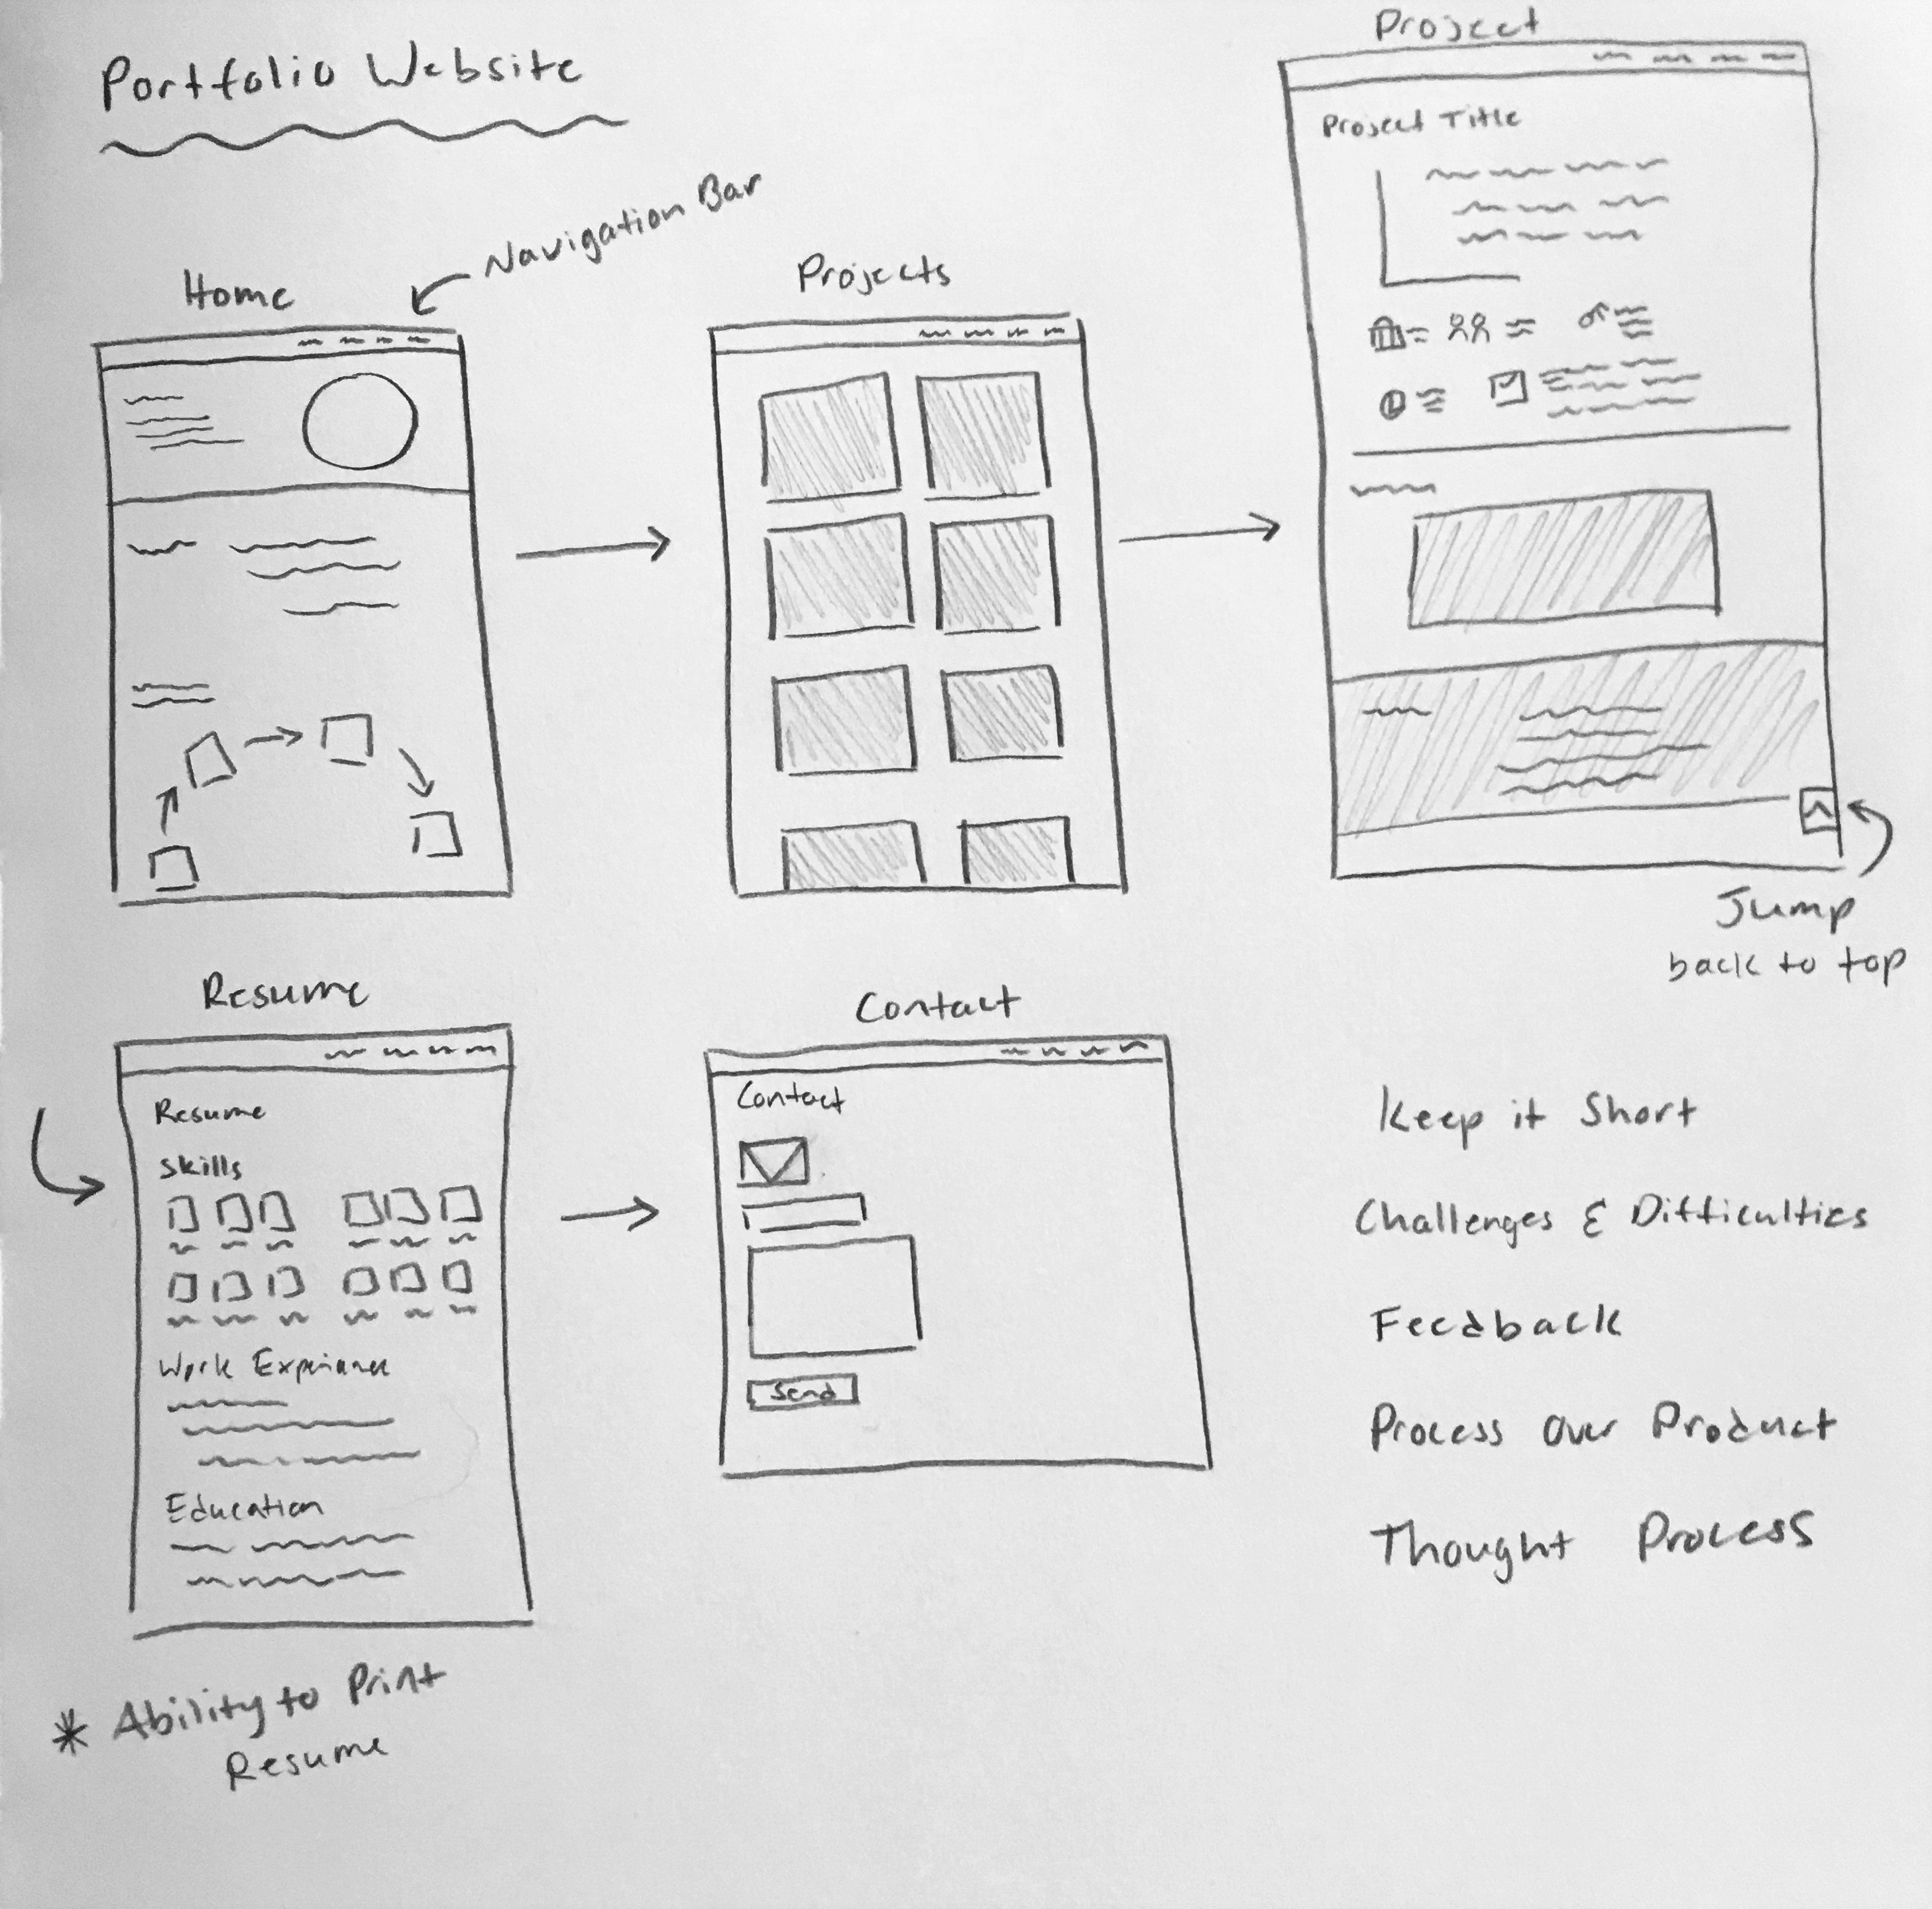 Portfolio Website
Navigation Bar
Home
Projects
Project
Project Title
Jump
back to top
Resume
Resume
Skills
Work Experience
Education
* Ability to Print
Resume
Contact
Contact
Send
Keep it Short
Challenges & Difficulties
Feedback
Process Over Product
Thought Process